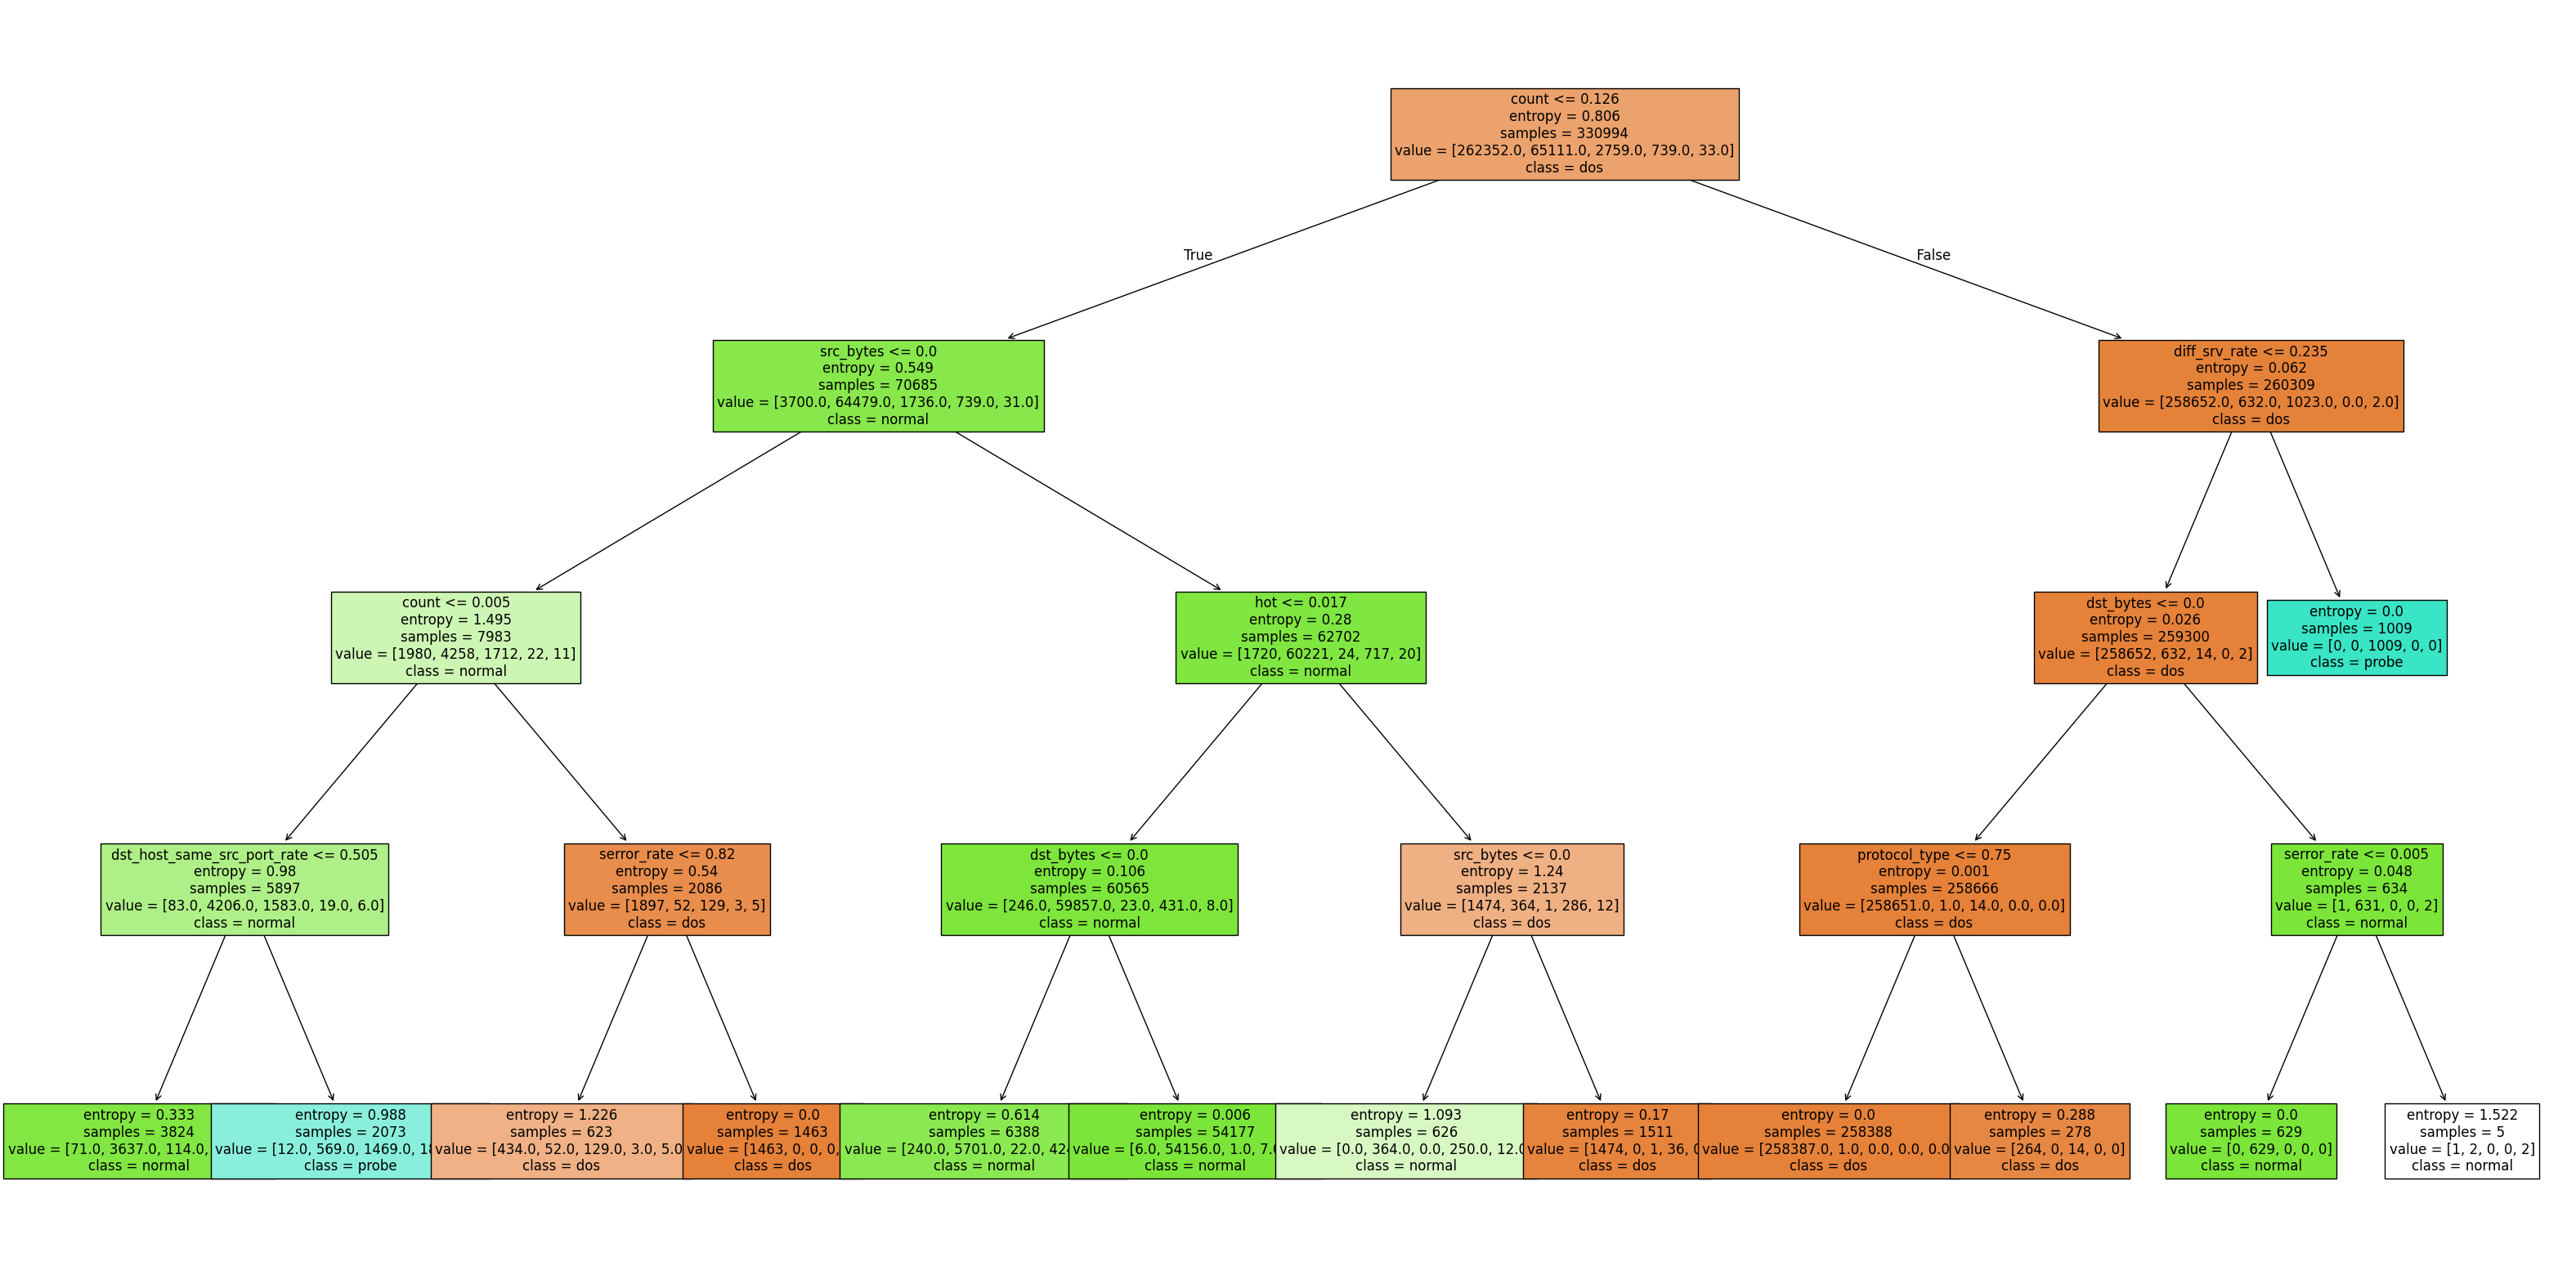 count <= 0.126
entropy = 0.806
samples = 330994
value = [262352.0, 65111.0, 2759.0, 739.0, 33.0]
class = dos
True
False
src_bytes <= 0.0
entropy = 0.549
samples = 70685
value = [3700.0, 64479.0, 1736.0, 739.0, 31.0]
class = normal
diff_srv_rate <= 0.235
entropy = 0.062
samples = 260309
value = [258652.0, 632.0, 1023.0, 0.0, 2.0]
class = dos
count <= 0.005
entropy = 1.495
samples = 7983
value = [1980, 4258, 1712, 22, 11]
class = normal
hot <= 0.017
entropy = 0.28
samples = 62702
value = [1720, 60221, 24, 717, 20]
class = normal
dst_bytes <= 0.0
entropy = 0.026
samples = 259300
value = [258652, 632, 14, 0, 2]
class = dos
entropy = 0.0
samples = 1009
value = [0, 0, 1009, 0, 0]
class = probe
dst_host_same_src_port_rate <= 0.505
entropy = 0.98
samples = 5897
value = [83.0, 4206.0, 1583.0, 19.0, 6.0]
class = normal
serror_rate <= 0.82
entropy = 0.54
samples = 2086
value = [1897, 52, 129, 3, 5]
class = dos
dst_bytes <= 0.0
entropy = 0.106
samples = 60565
value = [246.0, 59857.0, 23.0, 431.0, 8.0]
class = normal
src_bytes <= 0.0
entropy = 1.24
samples = 2137
value = [1474, 364, 1, 286, 12]
class = dos
protocol_type <= 0.75
entropy = 0.001
samples = 258666
value = [258651.0, 1.0, 14.0, 0.0, 0.0]
class = dos
serror_rate <= 0.005
entropy = 0.048
samples = 634
value = [1, 631, 0, 0, 2]
class = normal
entropy = 0.333
samples = 3824
value = [71.0, 3637.0, 114.0,
class = normal
entropy = 0.988
samples = 2073
value = [12.0, 569.0, 1469.0,
class = probe
entropy = 1.226
samples = 623
value = [434.0, 52.0, 129.0, 3.0, 5.0
class = dos
entropy = 0.0
samples = 1463
value = [1463, 0, 0, 0,
class = dos
entropy = 0.614
samples = 6388
value = [240.0, 5701.0, 22.0,
class = normal
entropy = 0.006
samples = 54177
value = [6.0, 54156.0, 1.0,
class = normal
entropy = 1.093
samples = 626
value = [0.0, 364.0, 0.0, 250.0, 12.0
class = normal
entropy = 0.17
samples = 1511
value = [1474, 0, 1, 36,
class = dos
entropy = 0.0
samples = 258388
value = [258387.0, 1.0, 0.0, 0.0, 0.0
class = dos
entropy = 0.288
samples = 278
value = [264, 0, 14, 0, 0]
class = dos
entropy = 0.0
samples = 629
value = [0, 629, 0, 0, 0]
class = normal
entropy = 1.522
samples = 5
value = [1, 2, 0, 0, 2]
class = normal